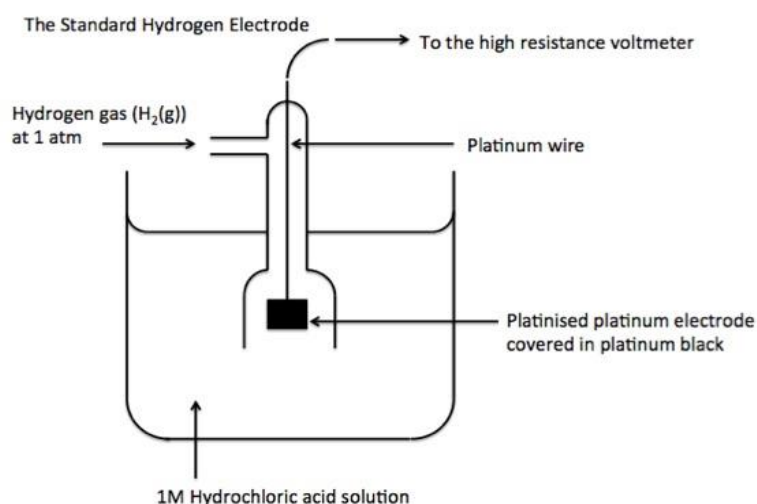 The Standard Hydrogen Electrode
To the high resistance voltmeter
Hydrogen gas (H₂(g))
at 1 atm
Platinum wire
Platinised platinum electrode
covered in platinum black
1M Hydrochloric acid solution